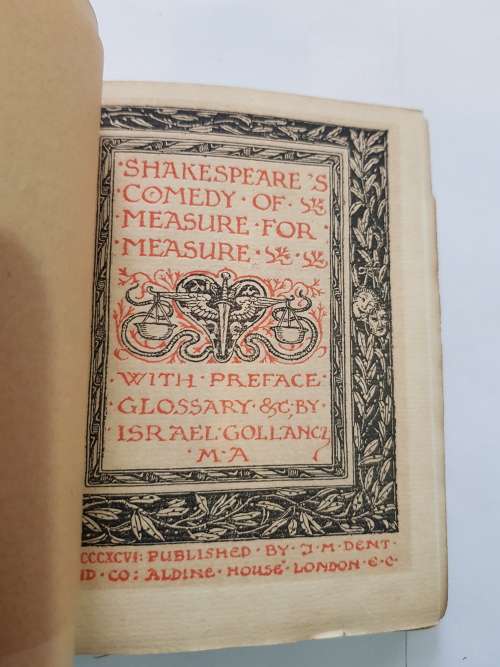 ·SHAKESPEARE'S
·COMEDY·OF·
·MEASURE·FOR·
·MEASURE·
·WITH·PREFACE·
·GLOSSARY·&C;BY·
·ISRAEL·GOLLANCZ
·M·A
CCCXCVI: PUBLISHED·BY·J·M·DENT·
ND·CO: ALDINE·HOUSE·LONDON·E·C·